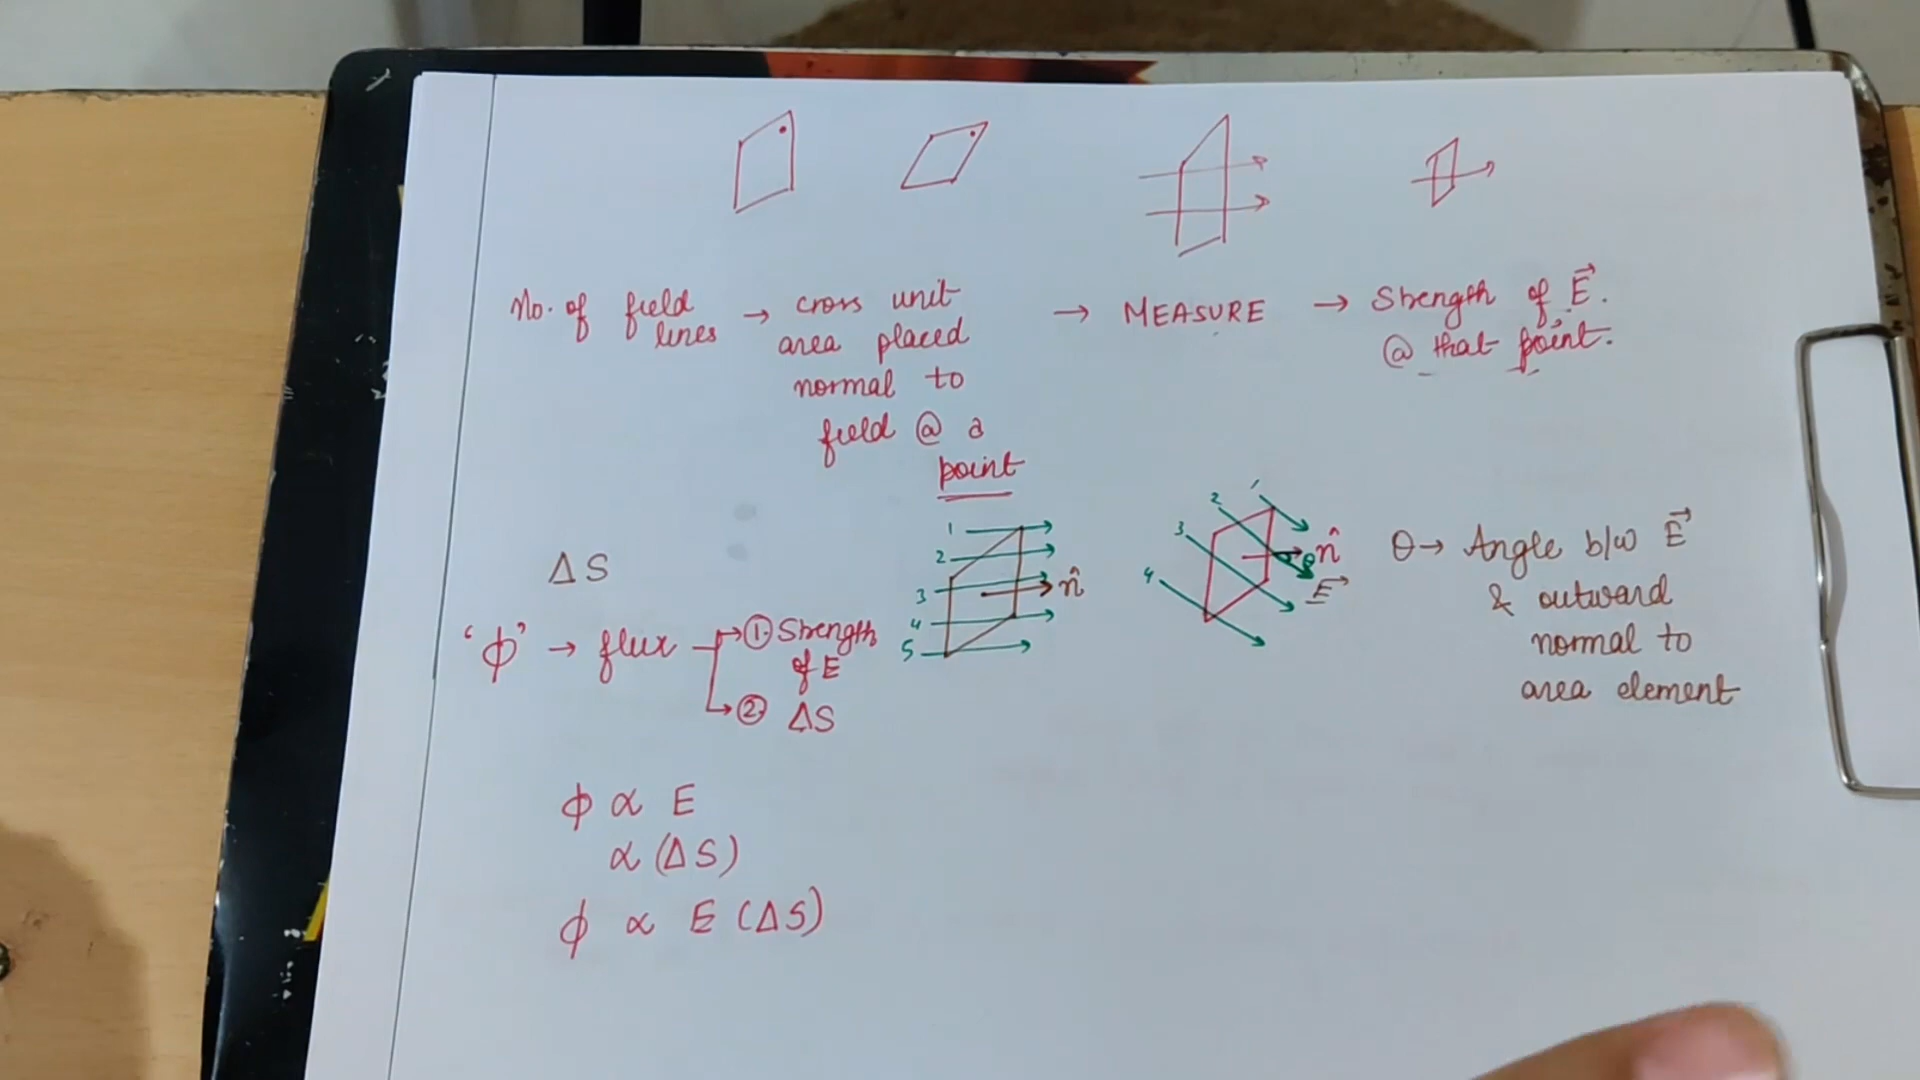 No. of field lines → cross unit area placed normal to field @ a point → MEASURE → Strength of E⃗. @ that point.
1
2
3
4
5
n̂
1
2
3
4
n̂
θ
E⃗
θ → Angle b/w E⃗
& outward
normal to
area element
ΔS
'ϕ' → flux → ①. Strength of E
→ ② ΔS
ϕ ∝ E
∝ (ΔS)
ϕ ∝ E (ΔS)